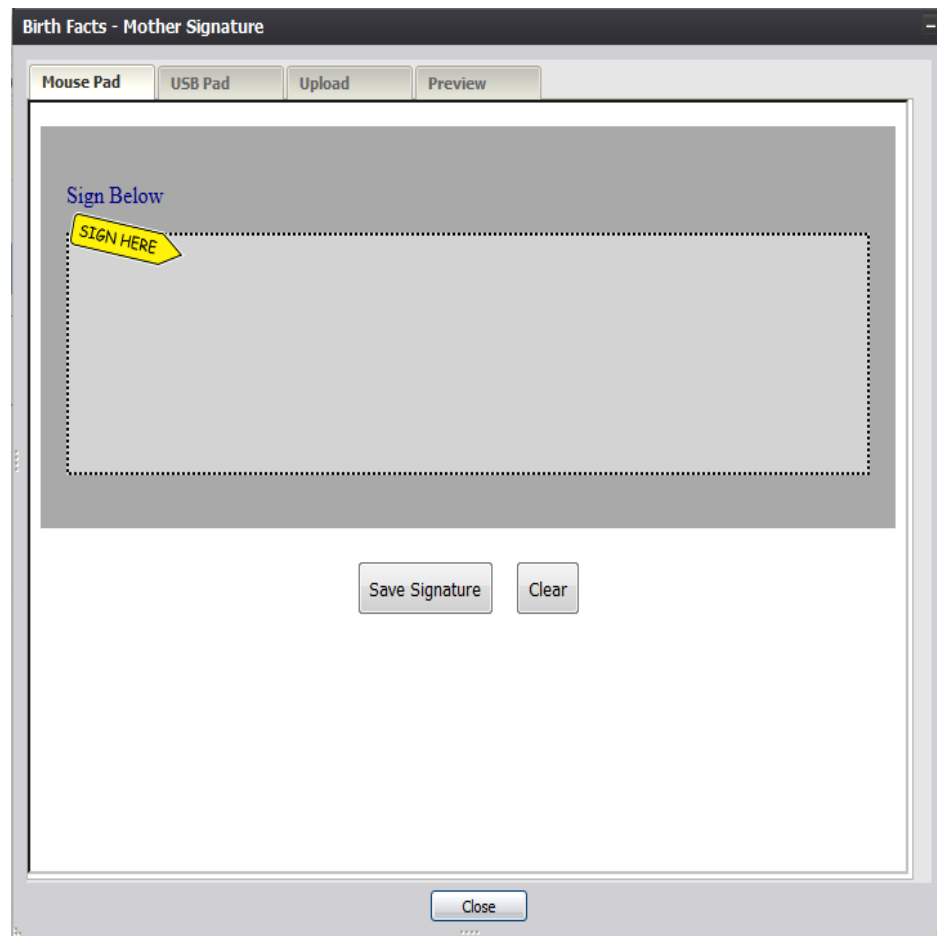 Birth Facts - Mother Signature
Mouse Pad USB Pad Upload Preview
Sign Below
SIGN HERE
Save Signature Clear
Close